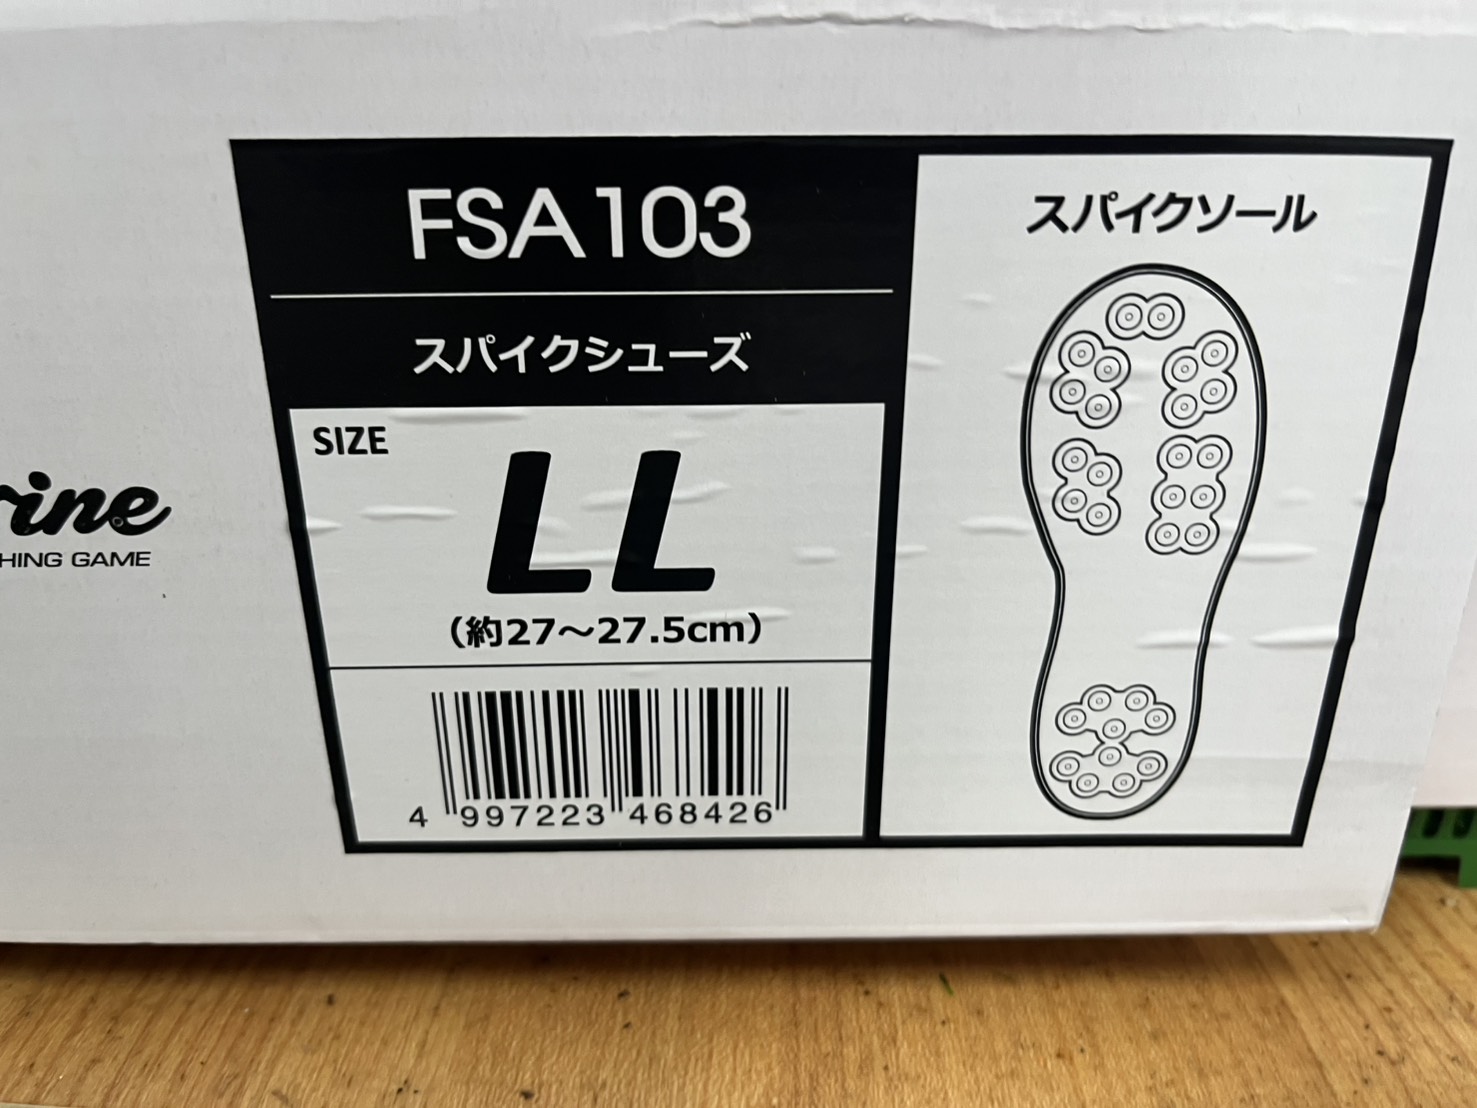 FSA103
スパイクシューズ
SIZE
LL
(約27～27.5cm)
4 997223 468426
スパイクソール
rine
HING GAME